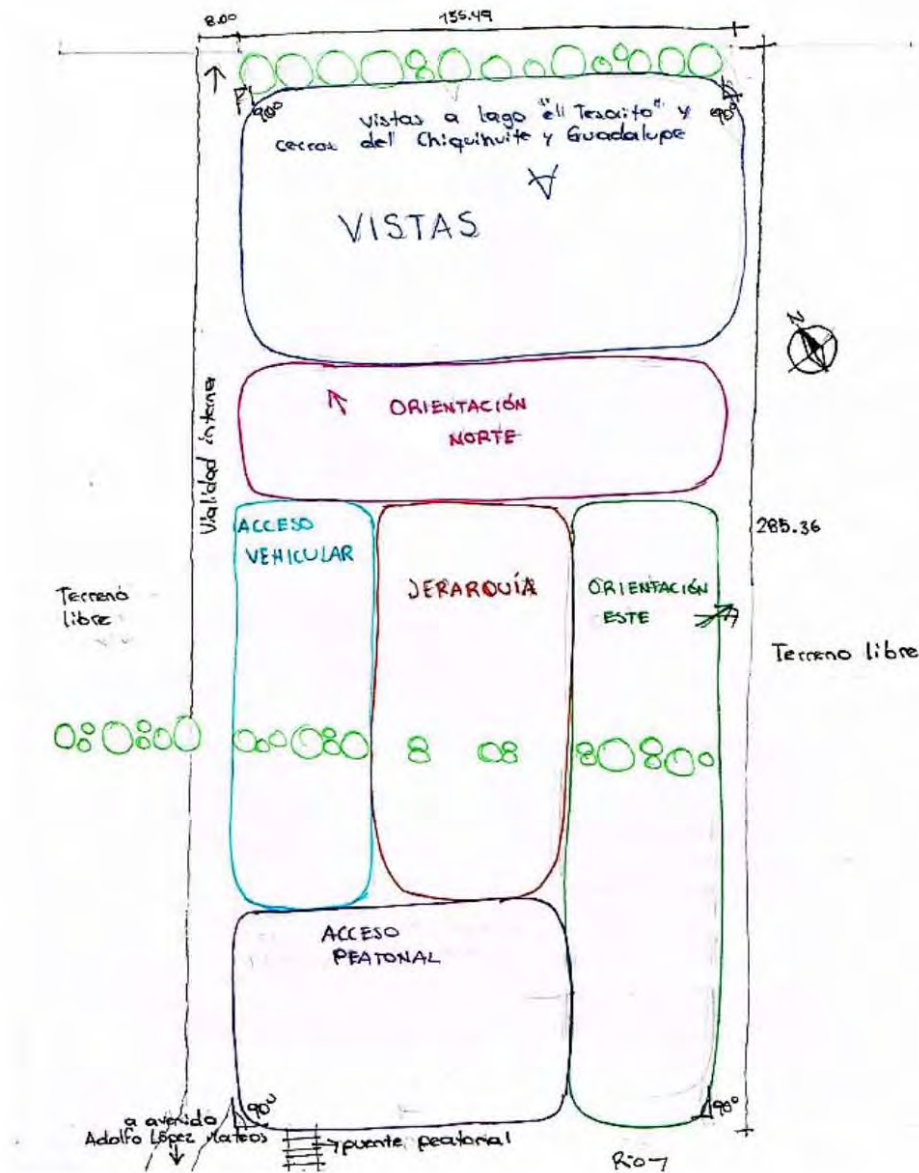 8.00
155.49
90°
90°
vistas a lago "el Tesorito" y
cerros del Chiquihuite y Guadalupe
VISTAS
N
ORIENTACIÓN
NORTE
Vialidad interna
ACCESO
VEHICULAR
JERARQUÍA
ORIENTACIÓN
ESTE
285.36
Terreno
libre
Terreno libre
ACCESO
PEATONAL
90°
90°
a avenida
Adolfo López Mateos
puente peatonal
Río